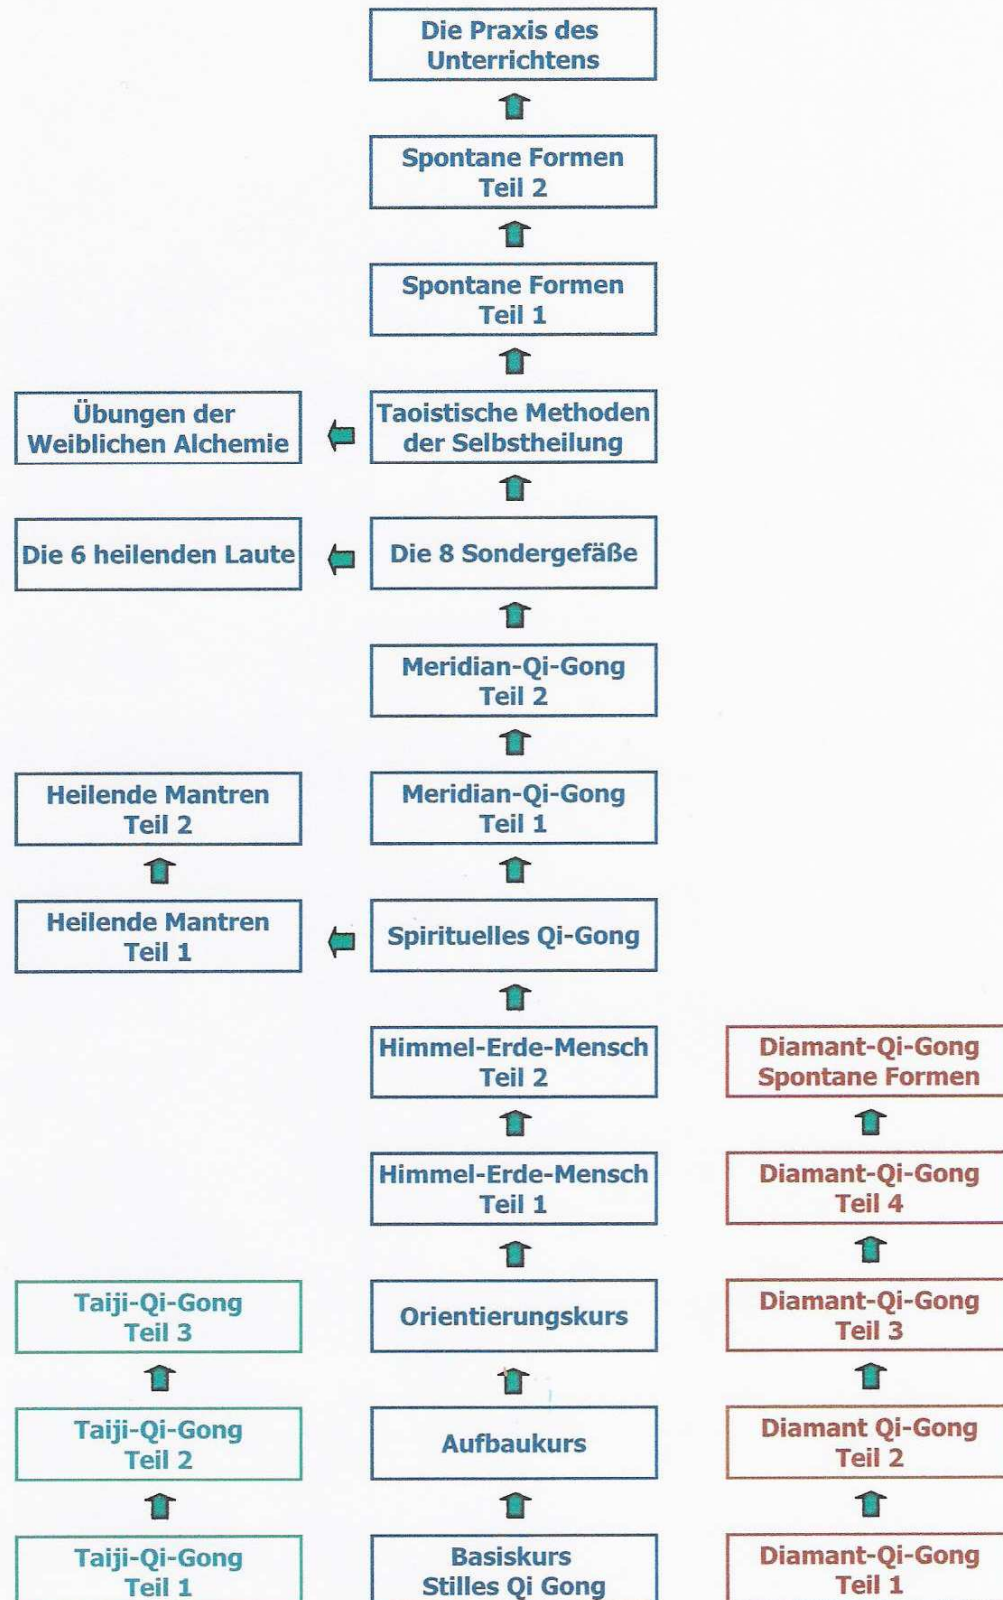 Die Praxis des
Unterrichtens
Spontane Formen
Teil 2
Spontane Formen
Teil 1
Übungen der
Weiblichen Alchemie
Taoistische Methoden
der Selbstheilung
Die 6 heilenden Laute
Die 8 Sondergefäße
Meridian-Qi-Gong
Teil 2
Heilende Mantren
Teil 2
Meridian-Qi-Gong
Teil 1
Heilende Mantren
Teil 1
Spirituelles Qi-Gong
Himmel-Erde-Mensch
Teil 2
Diamant-Qi-Gong
Spontane Formen
Himmel-Erde-Mensch
Teil 1
Diamant-Qi-Gong
Teil 4
Taiji-Qi-Gong
Teil 3
Orientierungskurs
Diamant-Qi-Gong
Teil 3
Taiji-Qi-Gong
Teil 2
Aufbaukurs
Diamant Qi-Gong
Teil 2
Taiji-Qi-Gong
Teil 1
Basiskurs
Stilles Qi Gong
Diamant-Qi-Gong
Teil 1